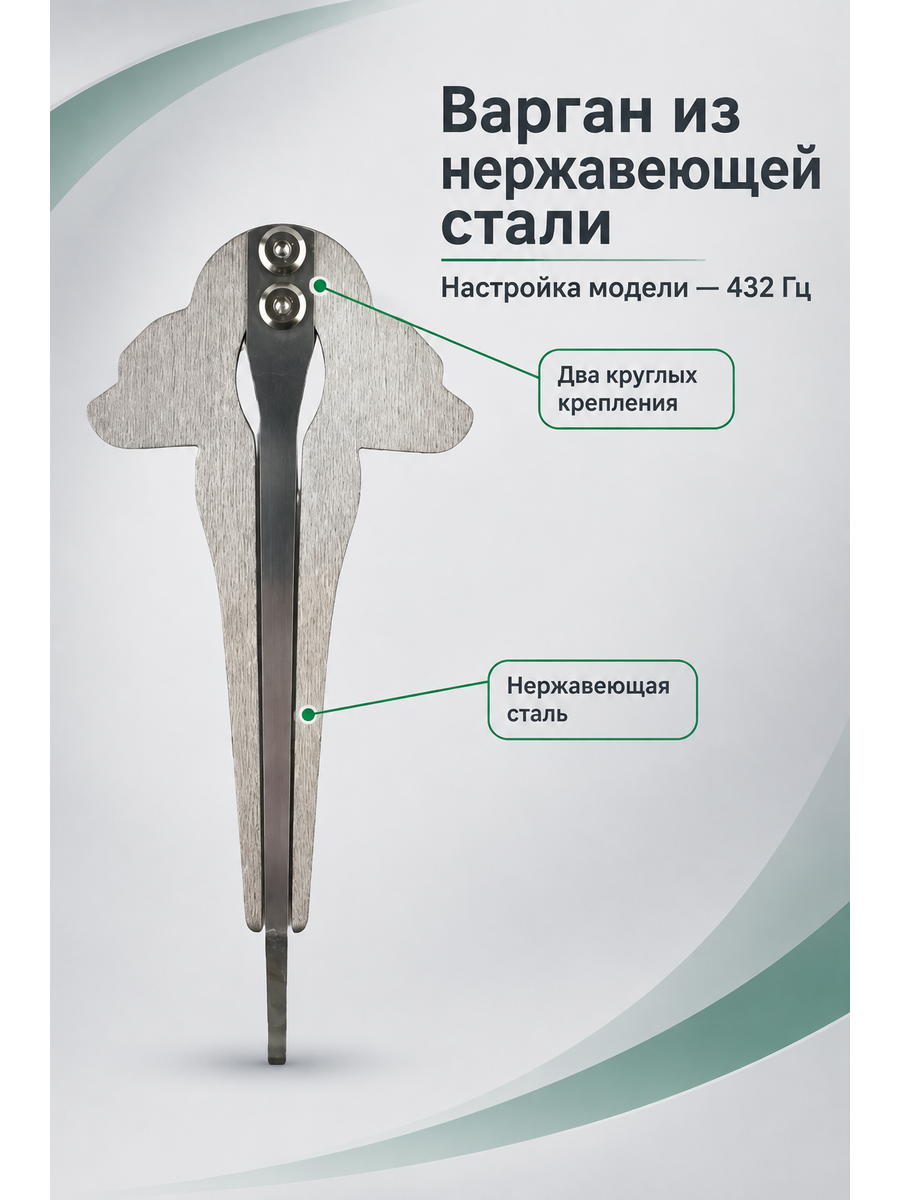 Варган из
нержавеющей
стали
Настройка модели — 432 Гц
Два круглых
крепления
Нержавеющая
сталь